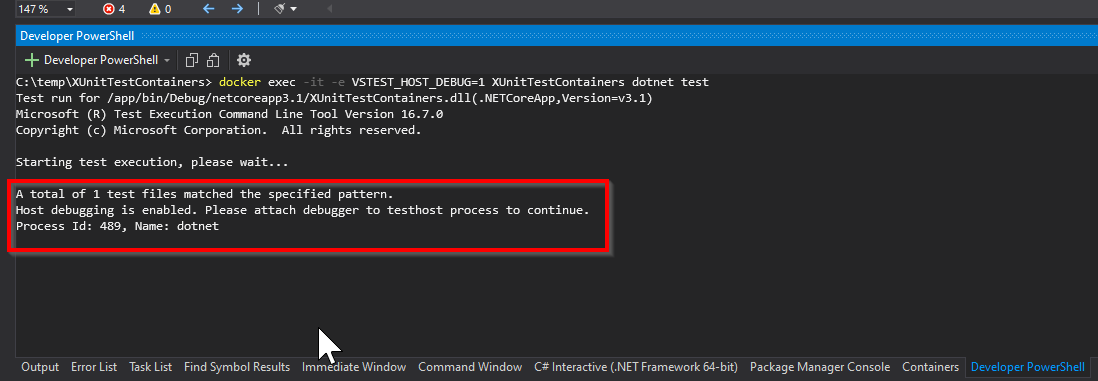 147 %
4
0
Developer PowerShell
Developer PowerShell
C:\temp\XUnitTestContainers> docker exec -it -e VSTEST_HOST_DEBUG=1 XUnitTestContainers dotnet test
Test run for /app/bin/Debug/netcoreapp3.1/XUnitTestContainers.dll(.NETCoreApp,Version=v3.1)
Microsoft (R) Test Execution Command Line Tool Version 16.7.0
Copyright (c) Microsoft Corporation.  All rights reserved.
Starting test execution, please wait...
A total of 1 test files matched the specified pattern.
Host debugging is enabled. Please attach debugger to testhost process to continue.
Process Id: 489, Name: dotnet
Output Error List Task List Find Symbol Results Immediate Window Command Window C# Interactive (.NET Framework 64-bit) Package Manager Console Containers Developer PowerShell